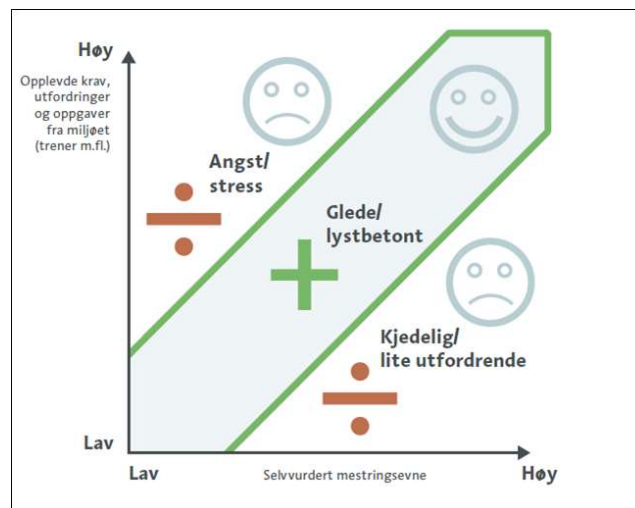 Høy
Opplevde krav,
utfordringer
og oppgaver
fra miljøet
(trener m.fl.)
Angst/
stress
Glede/
lystbetont
Kjedelig/
lite utfordrende
Lav
Lav
Selvvurdert mestringsevne
Høy